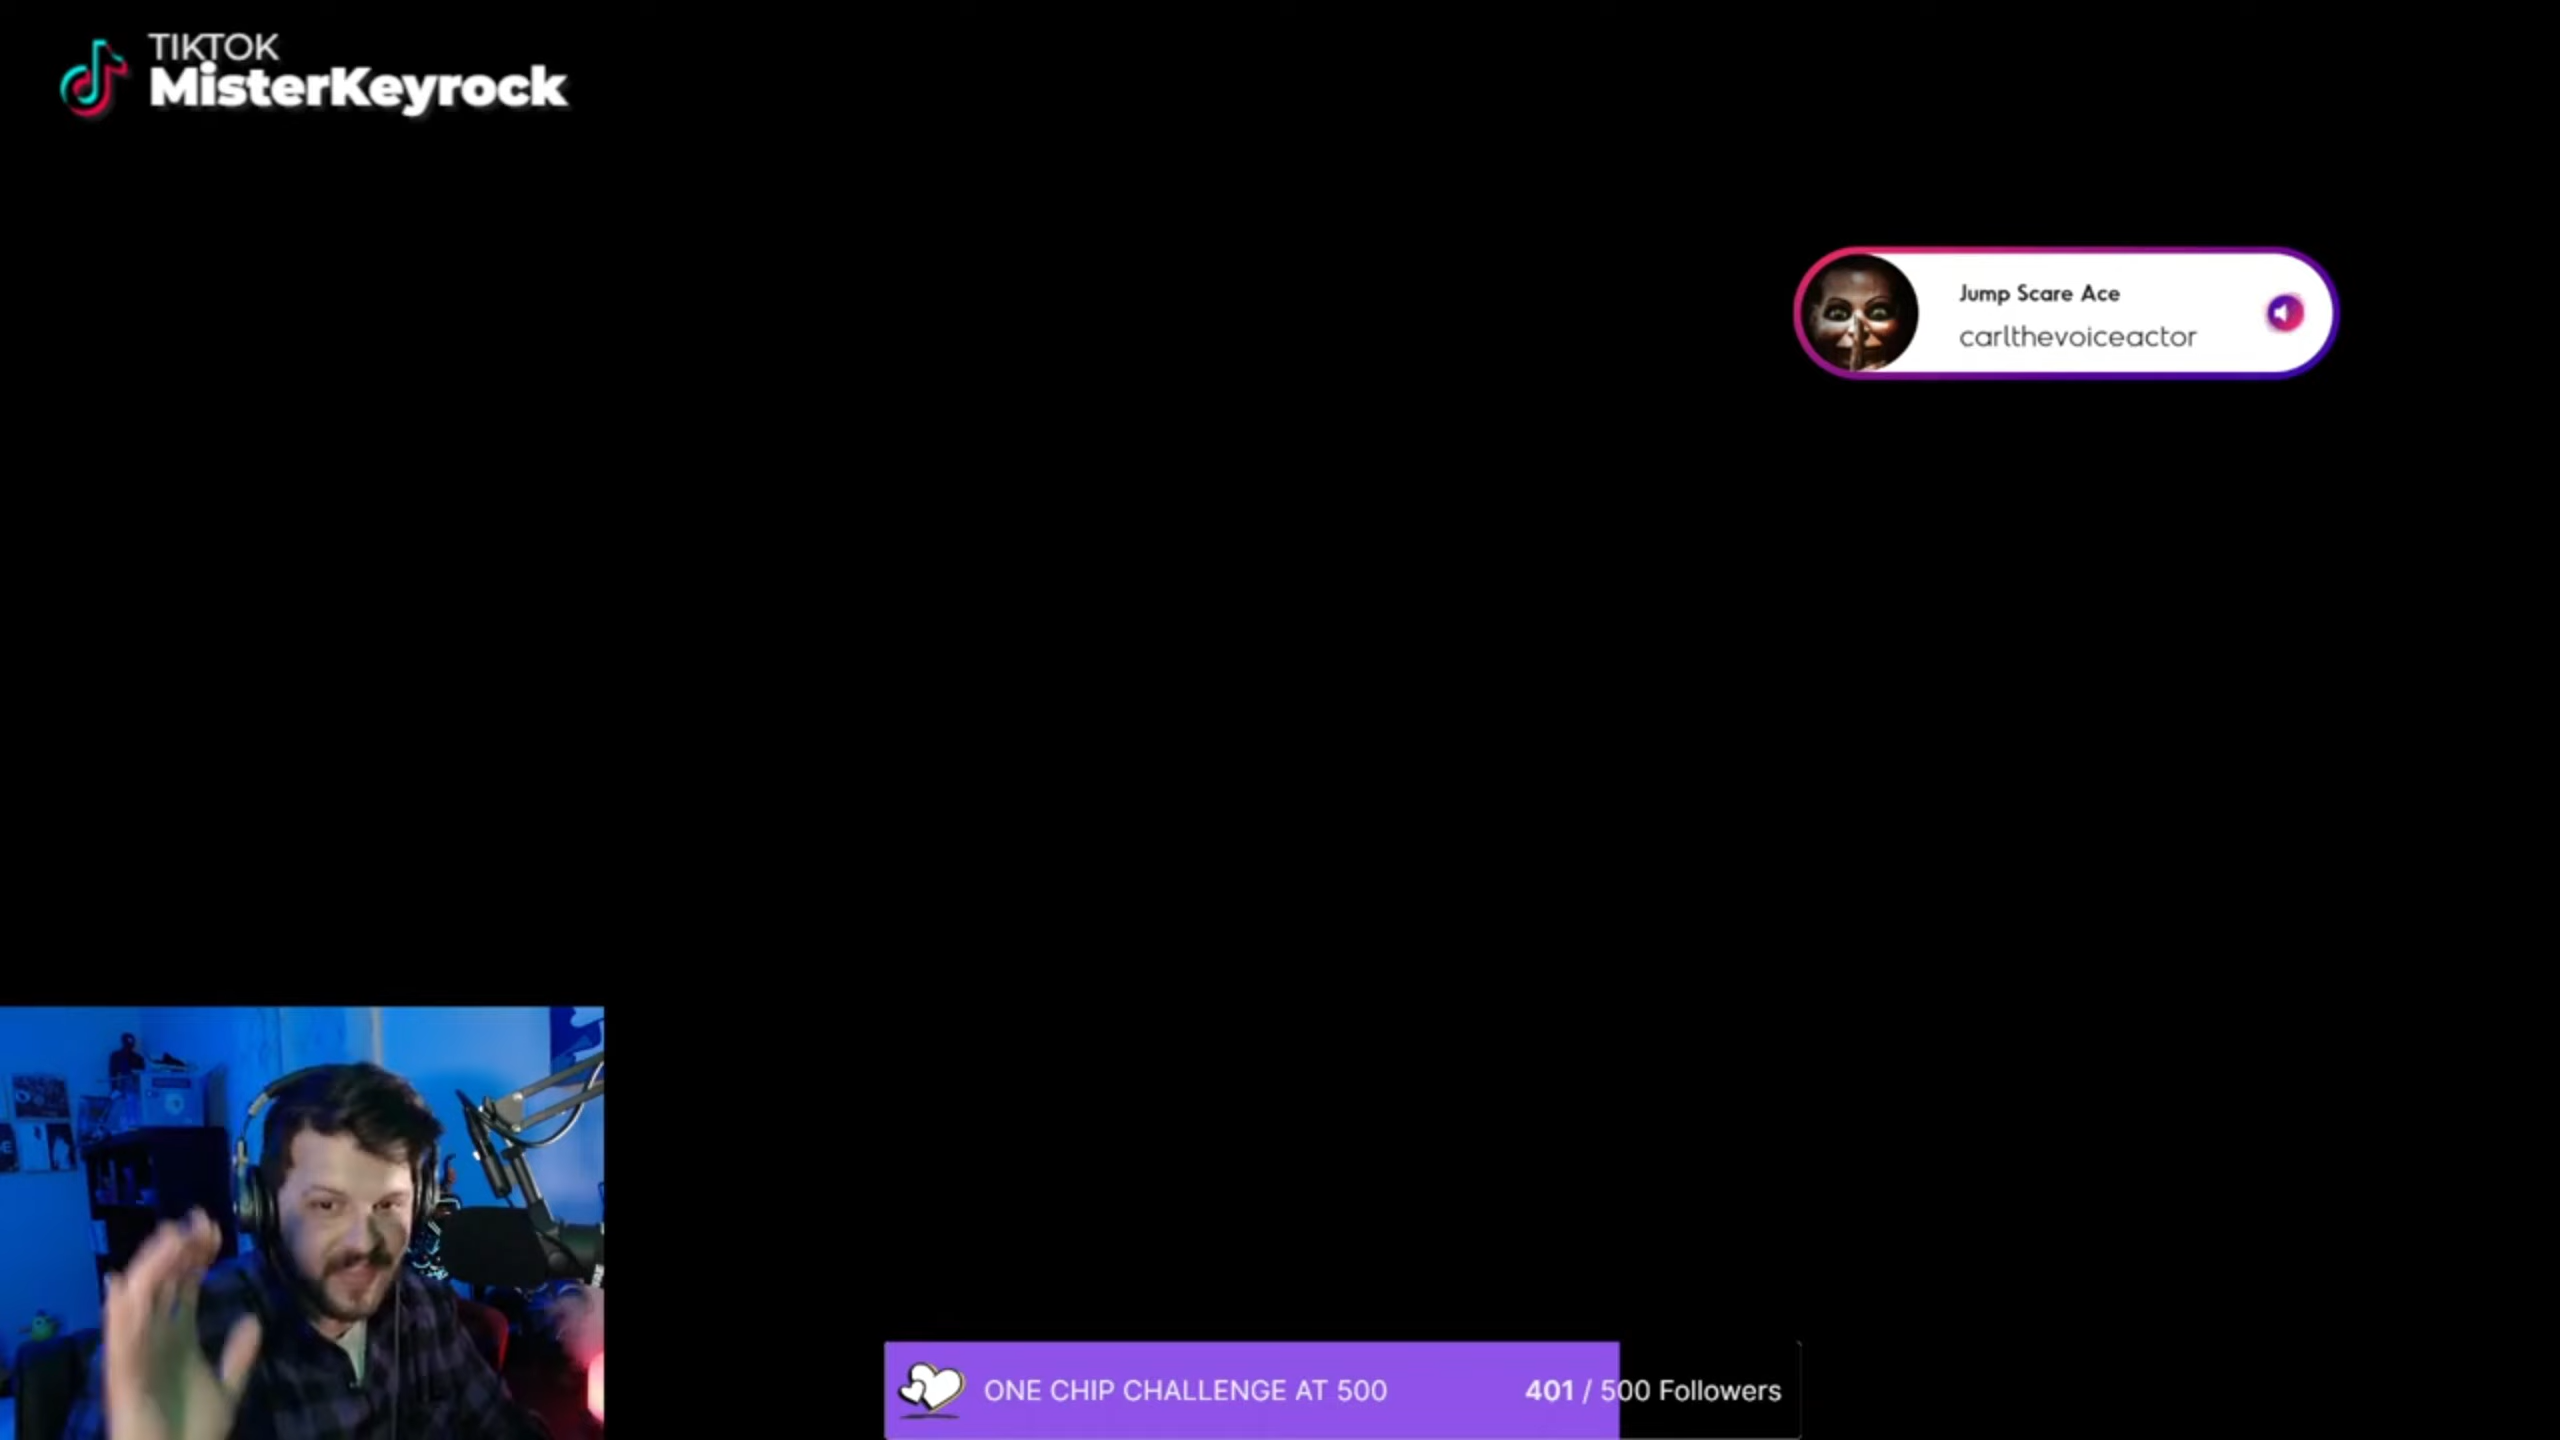 TIKTOK
MisterKeyrock
Jump Scare Ace
carlthevoiceactor
ONE CHIP CHALLENGE AT 500
401 / 500 Followers